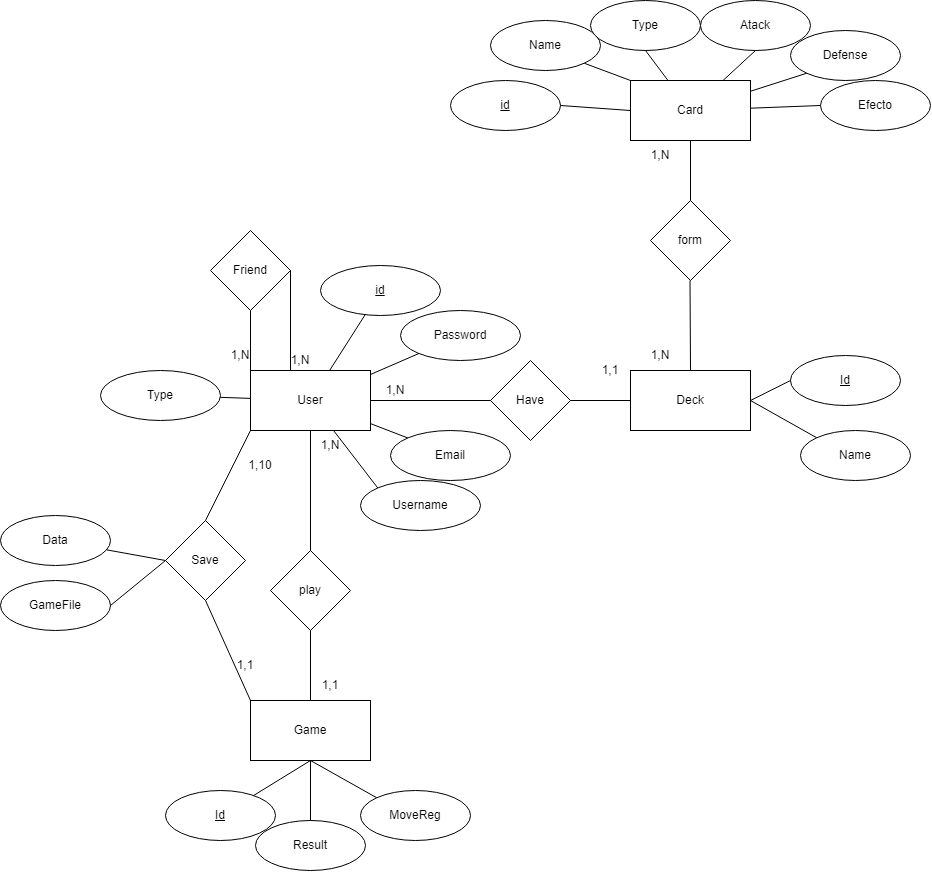 Type
Atack
Name
Defense
id
Card
Efecto
1,N
form
Friend
id
Password
1,N
1,N
1,N
1,1
Type
User
1,N
Have
Deck
Id
Name
1,N
Email
1,10
Username
Data
Save
GameFile
play
1,1
1,1
Game
Id
Result
MoveReg